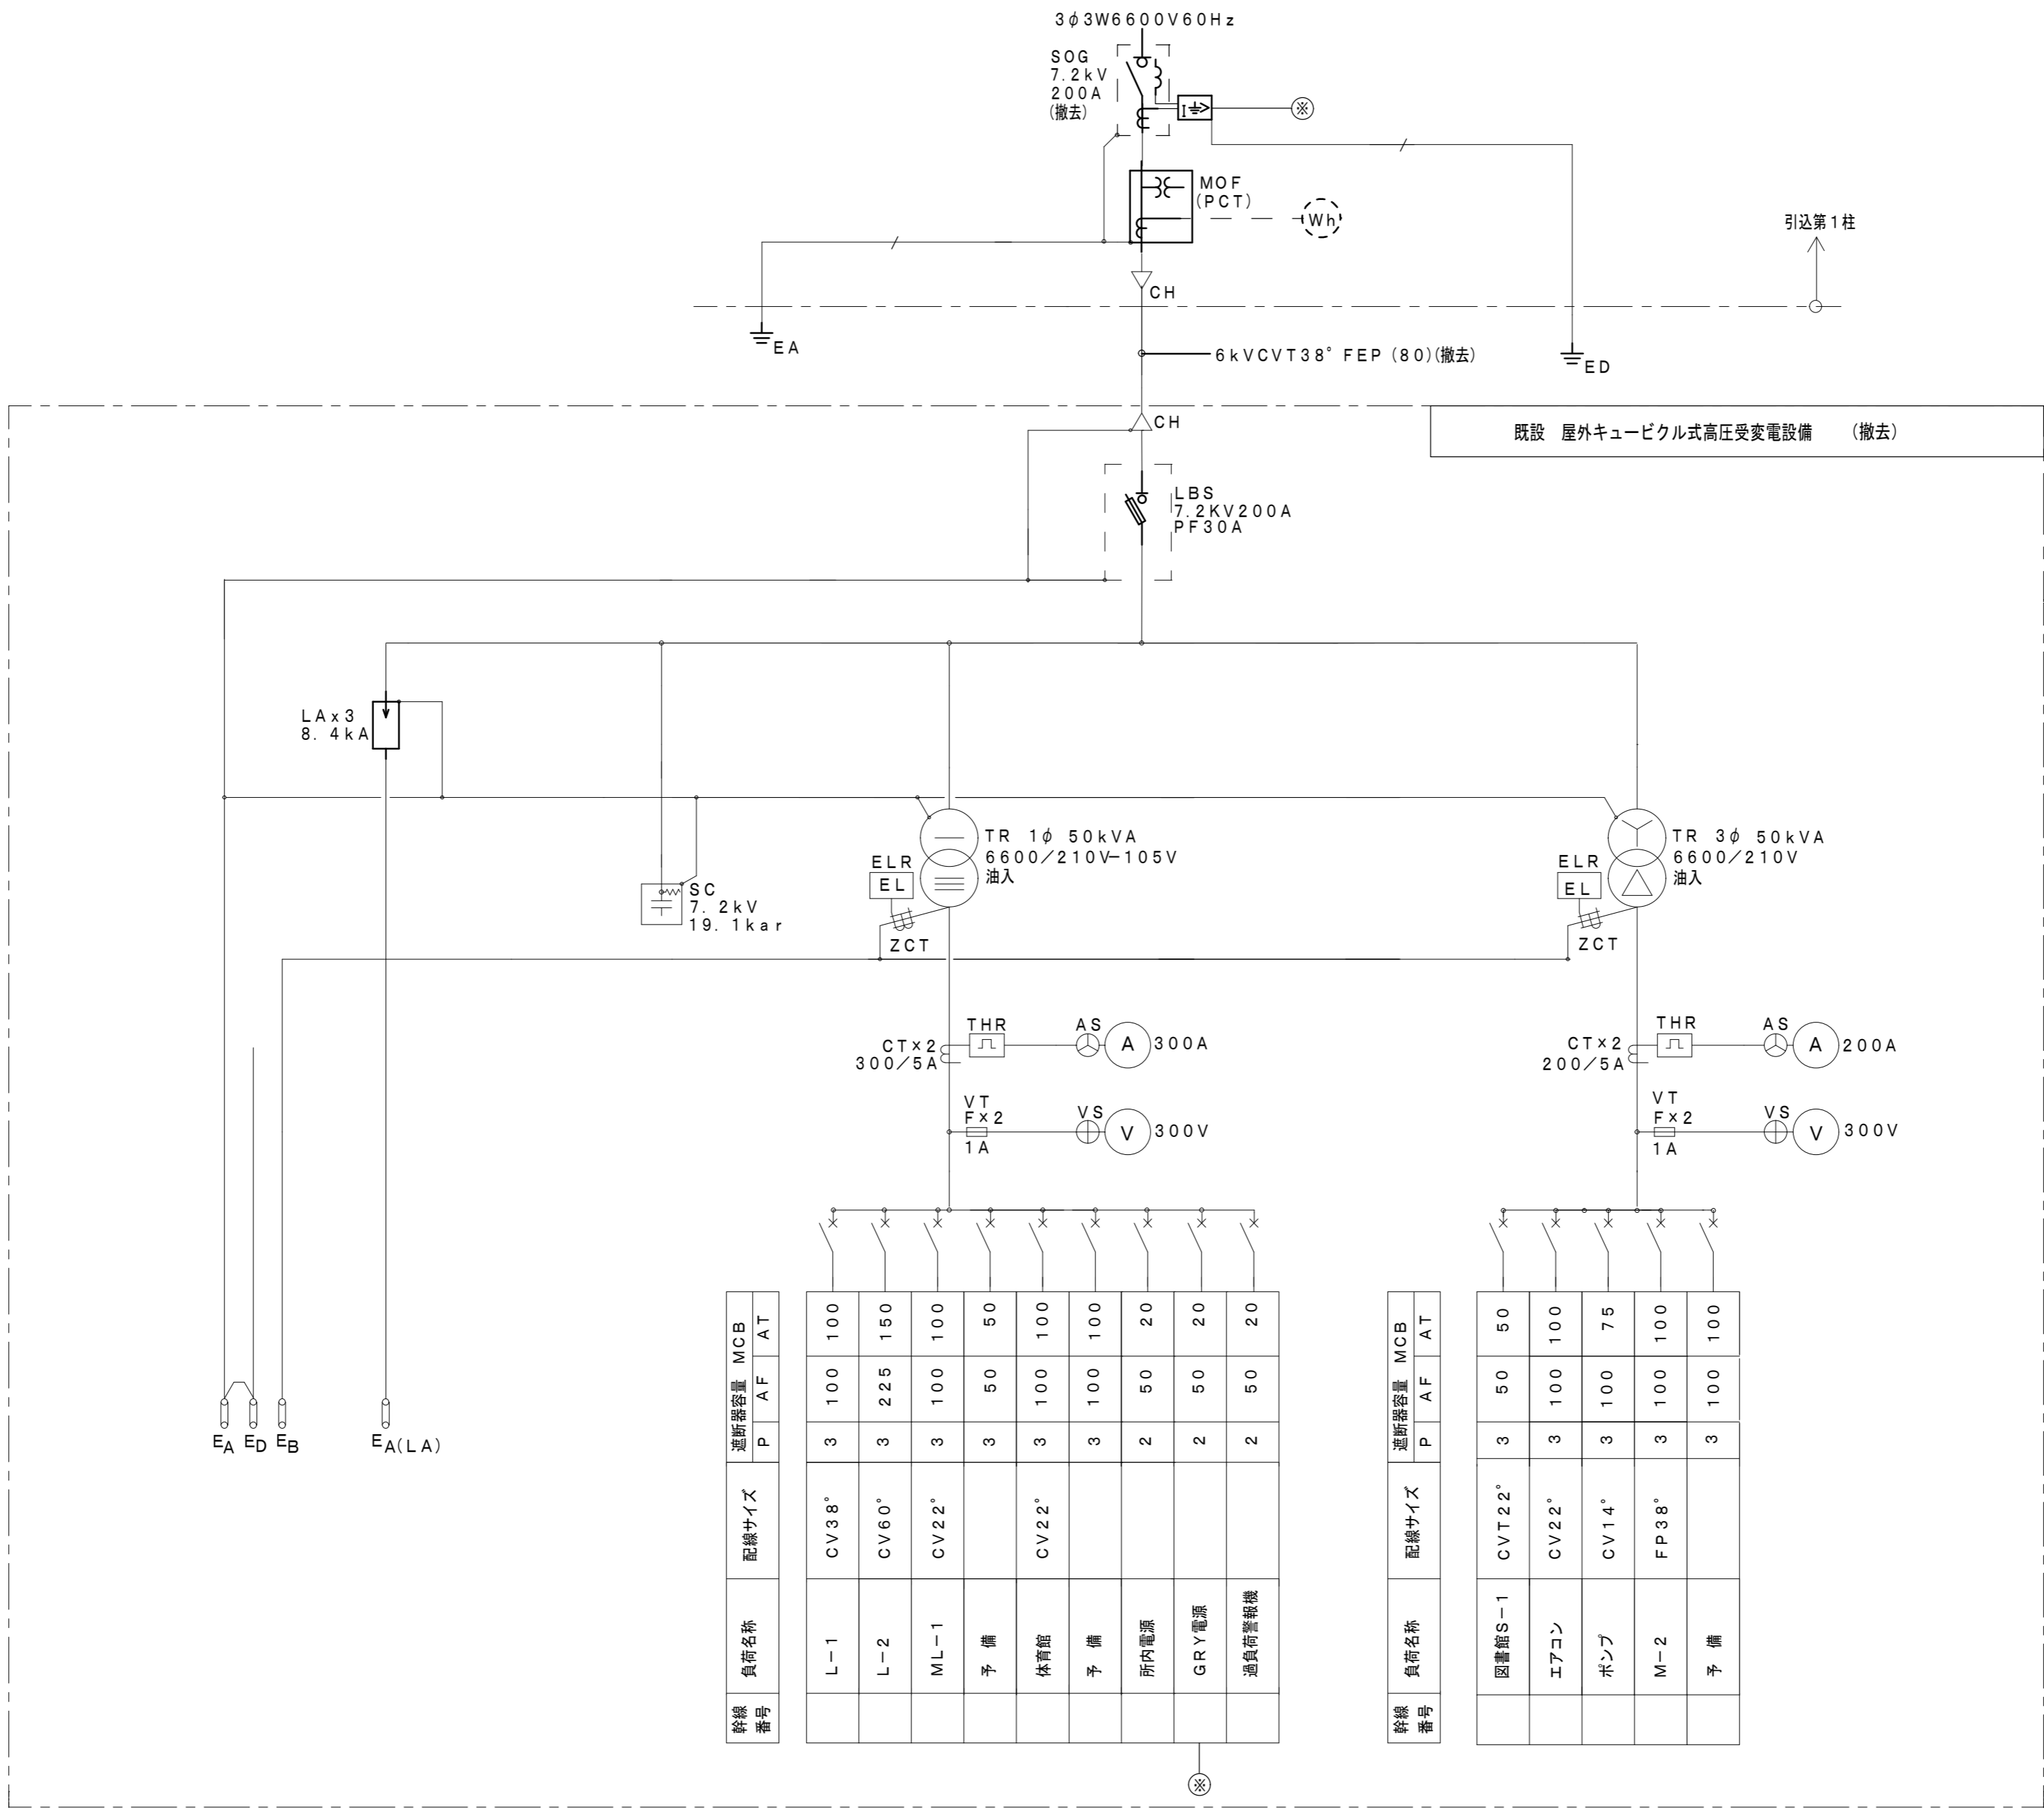 3φ3W6600V60Hz
SOG
7.2kV
200A
(撤去)
I
※
MOF
(PCT)
Wh
引込第1柱
CH
EA
6kVCVT38° FEP (80)(撤去)
ED
CH
既設 屋外キュービクル式高圧受変電設備 (撤去)
LBS
7.2KV200A
PF30A
LAx3
8.4kA
TR 1φ 50kVA
6600/210V-105V
油入
ELR
EL
ZCT
TR 3φ 50kVA
6600/210V
油入
ELR
EL
ZCT
SC
7.2kV
19.1kar
THR
AS
A
300A
CT×2
300/5A
VT
F×2
1A
VS
V
300V
THR
AS
A
200A
CT×2
200/5A
VT
F×2
1A
VS
V
300V
EA
ED
EB
EA(LA)
遮断器容量 MCB
P AF AT
配線サイズ
負荷名称
幹線
番号
L-1 CV38° 3 100 100
L-2 CV60° 3 225 150
ML-1 CV22° 3 100 100
予 備 3 50 50
体育館 CV22° 3 100 100
予 備 3 100 100
所内電源 2 50 20
GRY電源 2 50 20
過負荷警報機 2 50 20
※
遮断器容量 MCB
P AF AT
配線サイズ
負荷名称
幹線
番号
図書館S-1 CVT22° 3 50 50
エアコン CV22° 3 100 100
ポンプ CV14° 3 100 75
M-2 FP38° 3 100 100
予 備 3 100 100